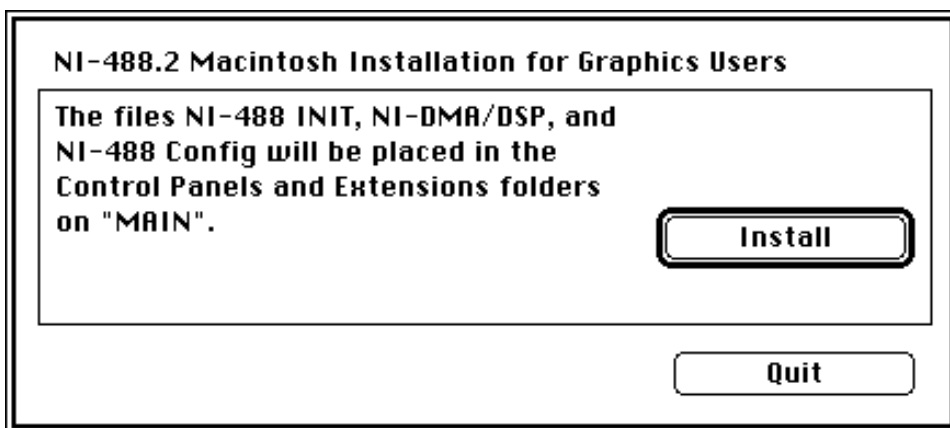 NI-488.2 Macintosh Installation for Graphics Users
The files NI-488 INIT, NI-DMA/DSP, and
NI-488 Config will be placed in the
Control Panels and Extensions folders
on "MAIN".
Install
Quit